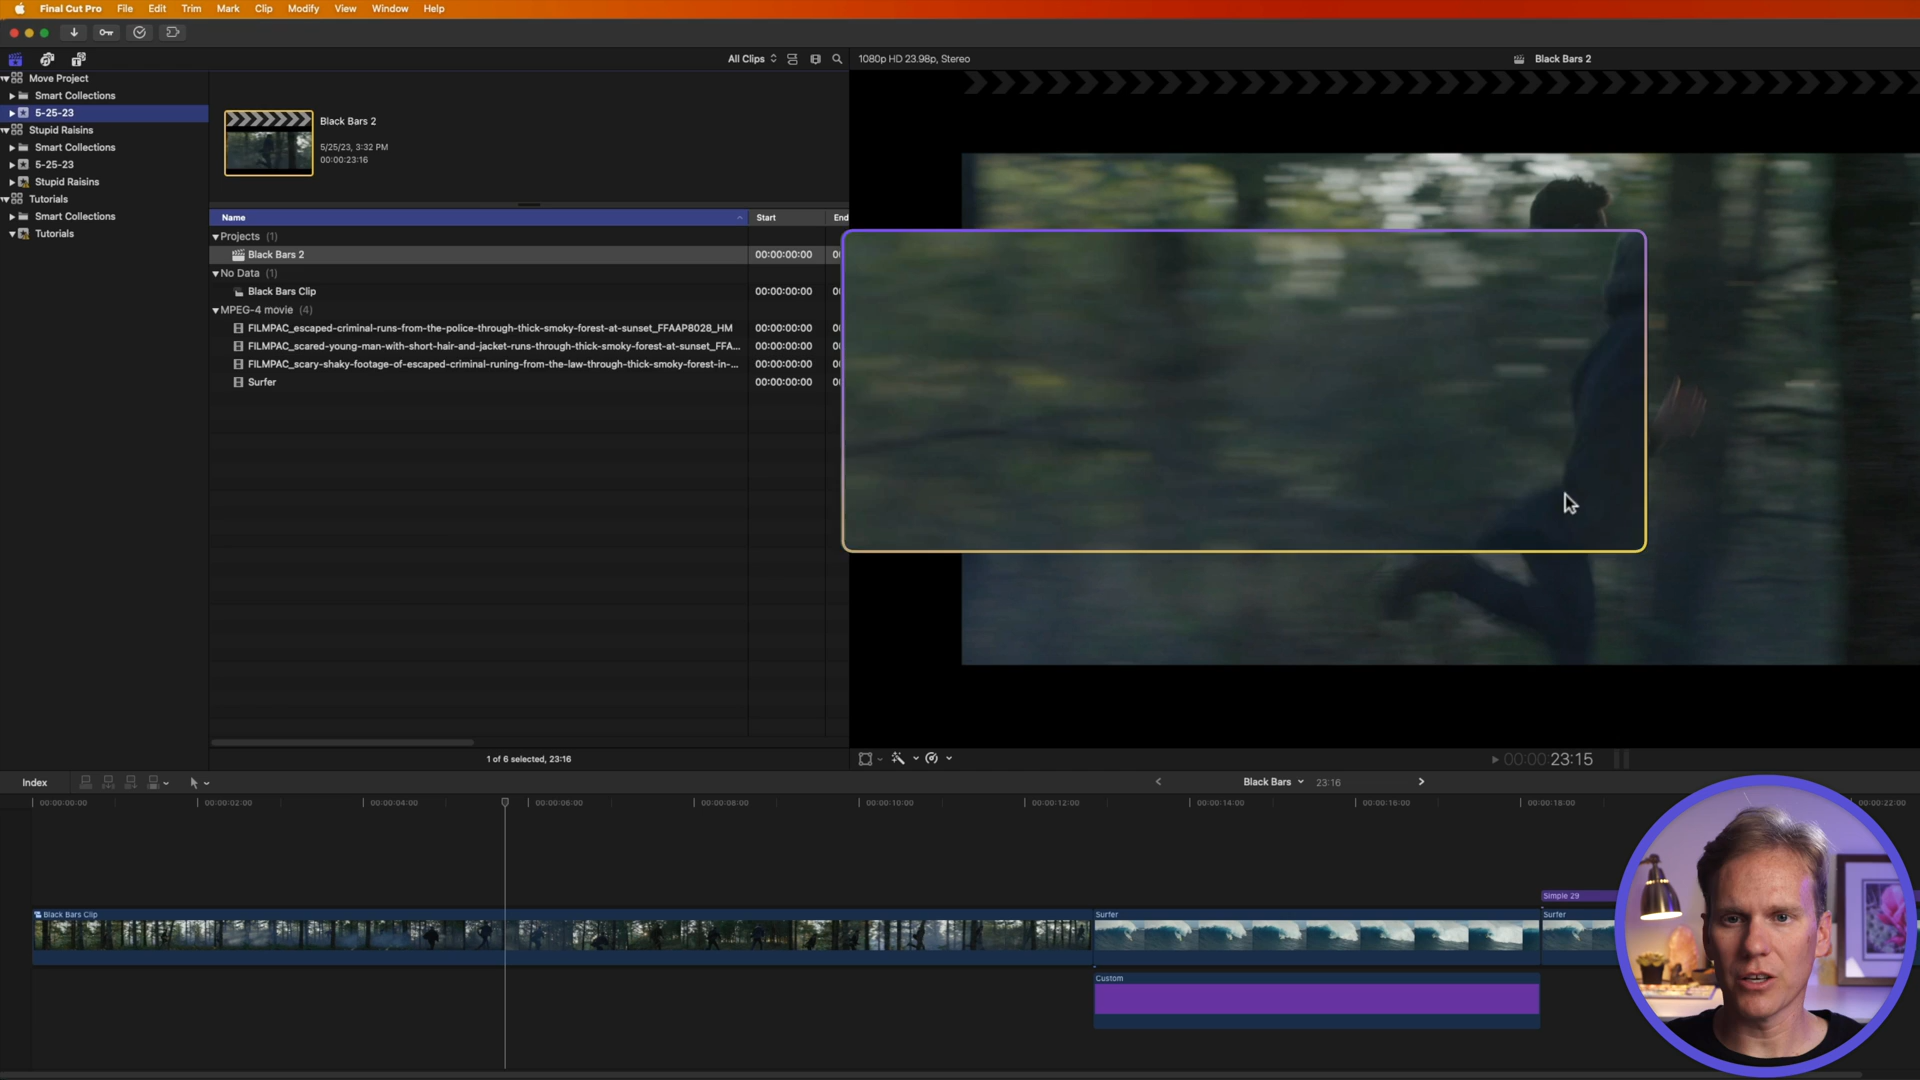 Final Cut Pro File Edit Trim Mark Clip Modify View Window Help
All Clips
1080p HD 23.98p, Stereo
Black Bars 2
Move Project
Smart Collections
5-25-23
Stupid Raisins
Smart Collections
5-25-23
Stupid Raisins
Tutorials
Smart Collections
Tutorials
Black Bars 2
5/25/23, 3:32 PM
00:00:23:16
Name Start End
Projects (1)
Black Bars 2 00:00:00:00 00
No Data (1)
Black Bars Clip 00:00:00:00 00
MPEG-4 movie (4)
FILMPAC_escaped-criminal-runs-from-the-police-through-thick-smoky-forest-at-sunset_FFAAP8028_HM 00:00:00:00 00
FILMPAC_scared-young-man-with-short-hair-and-jacket-runs-through-thick-smoky-forest-at-sunset_FFA... 00:00:00:00 00
FILMPAC_scary-shaky-footage-of-escaped-criminal-runing-from-the-law-through-thick-smoky-forest-in-... 00:00:00:00 00
Surfer 00:00:00:00 00
1 of 6 selected, 23:16
00:00:23:15
Index
Black Bars 23:16
00:00:00:00 00:00:02:00 00:00:04:00 00:00:06:00 00:00:08:00 00:00:10:00 00:00:12:00 00:00:14:00 00:00:16:00 00:00:18:00 00:00:22:00
Simple 29
Black Bars Clip Surfer Surfer
Custom